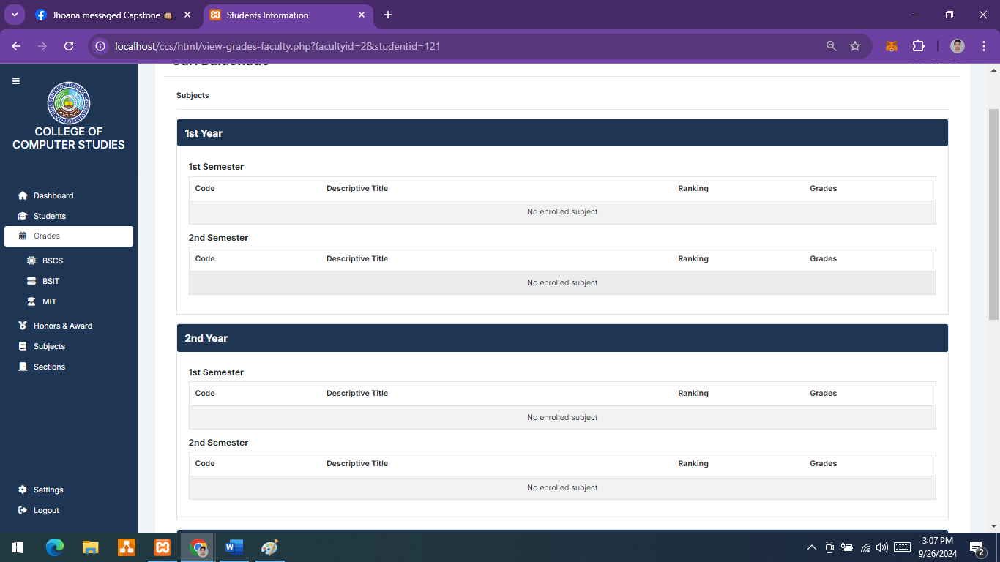 Jhoana messaged Capstone
Students Information
localhost/ccs/html/view-grades-faculty.php?facultyid=2&studentid=121
COLLEGE OF
COMPUTER STUDIES
Dashboard
Students
Grades
BSCS
BSIT
MIT
Honors & Award
Subjects
Sections
Settings
Logout
Subjects
1st Year
1st Semester
Code Descriptive Title Ranking Grades
No enrolled subject
2nd Semester
Code Descriptive Title Ranking Grades
No enrolled subject
2nd Year
1st Semester
Code Descriptive Title Ranking Grades
No enrolled subject
2nd Semester
Code Descriptive Title Ranking Grades
No enrolled subject
3:07 PM
9/26/2024
2